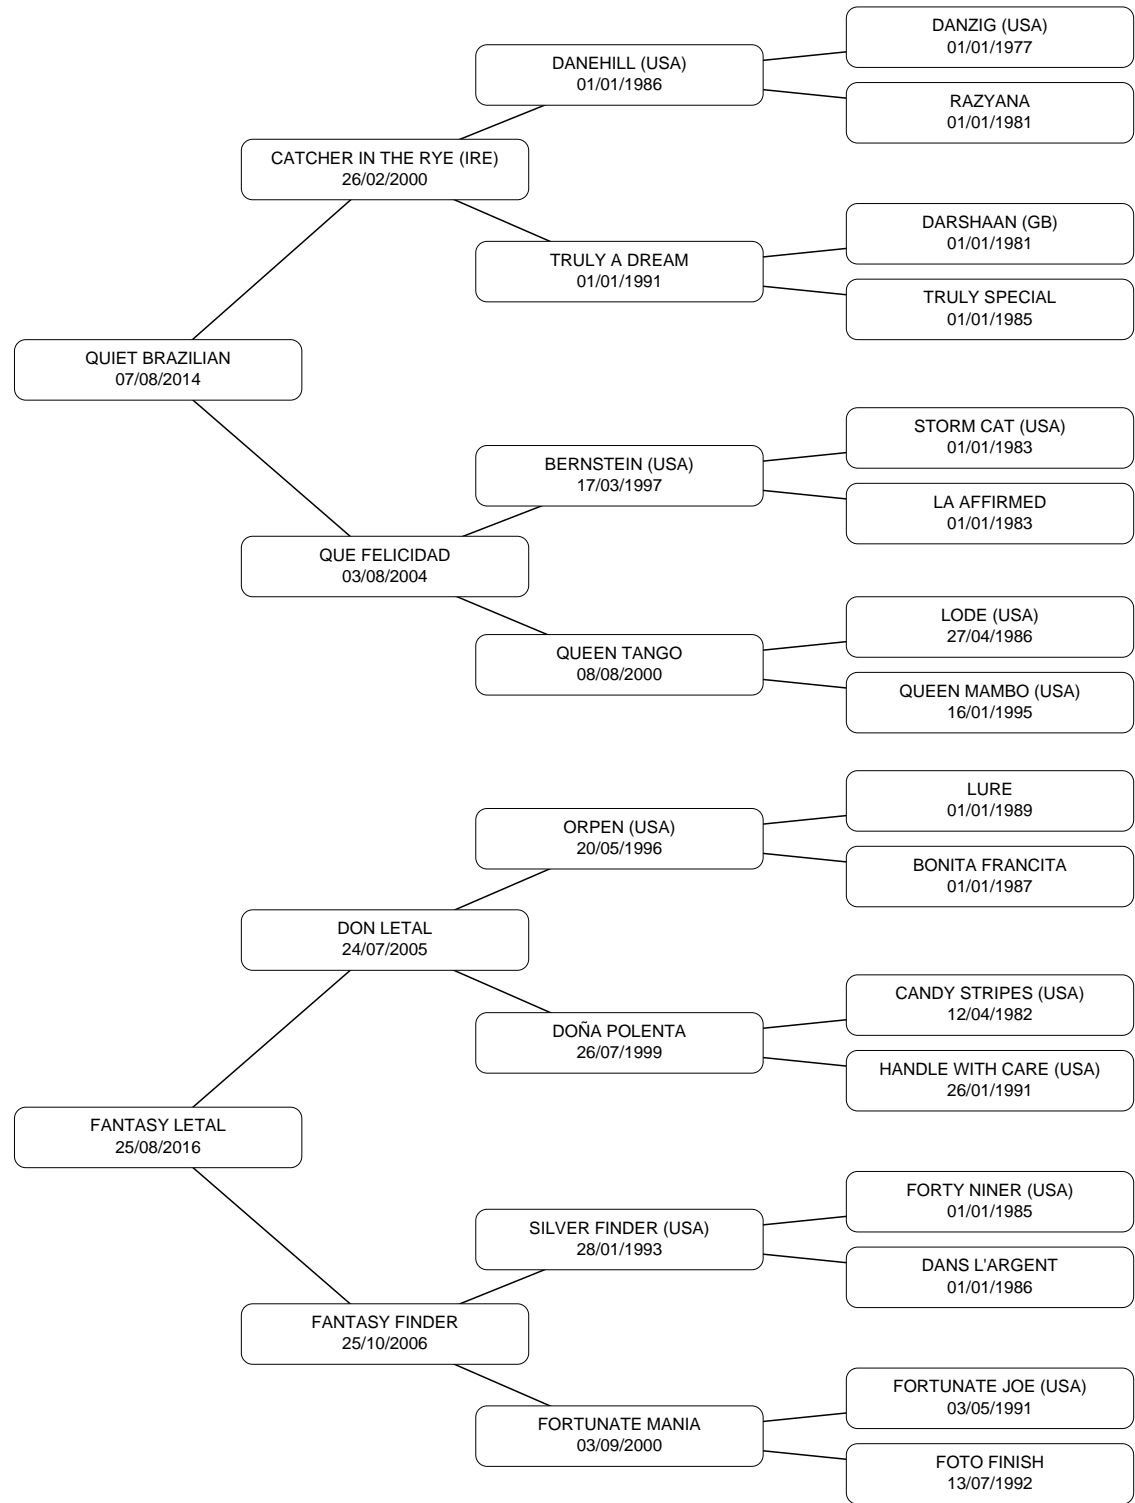 DANZIG (USA)
01/01/1977
DANEHILL (USA)
01/01/1986
RAZYANA
01/01/1981
CATCHER IN THE RYE (IRE)
26/02/2000
DARSHAAN (GB)
01/01/1981
TRULY A DREAM
01/01/1991
TRULY SPECIAL
01/01/1985
QUIET BRAZILIAN
07/08/2014
STORM CAT (USA)
01/01/1983
BERNSTEIN (USA)
17/03/1997
LA AFFIRMED
01/01/1983
QUE FELICIDAD
03/08/2004
LODE (USA)
27/04/1986
QUEEN TANGO
08/08/2000
QUEEN MAMBO (USA)
16/01/1995
LURE
01/01/1989
ORPEN (USA)
20/05/1996
BONITA FRANCITA
01/01/1987
DON LETAL
24/07/2005
CANDY STRIPES (USA)
12/04/1982
DOÑA POLENTA
26/07/1999
HANDLE WITH CARE (USA)
26/01/1991
FANTASY LETAL
25/08/2016
FORTY NINER (USA)
01/01/1985
SILVER FINDER (USA)
28/01/1993
DANS L'ARGENT
01/01/1986
FANTASY FINDER
25/10/2006
FORTUNATE JOE (USA)
03/05/1991
FORTUNATE MANIA
03/09/2000
FOTO FINISH
13/07/1992